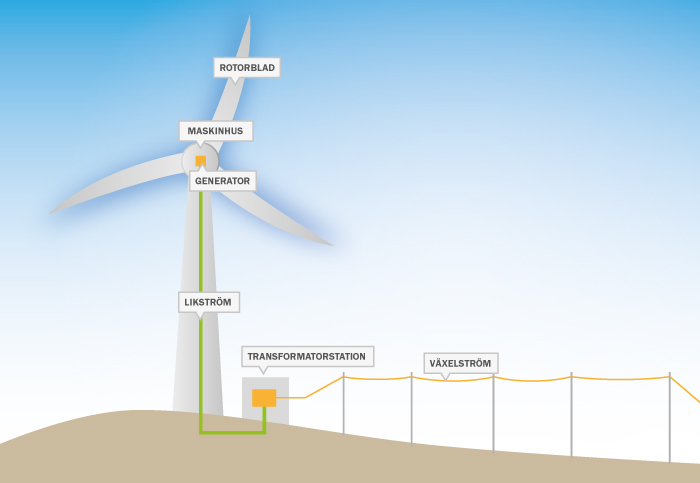 ROTORBLAD
MASKINHUS
GENERATOR
LIKSTRÖM
TRANSFORMATORSTATION
VÄXELSTRÖM